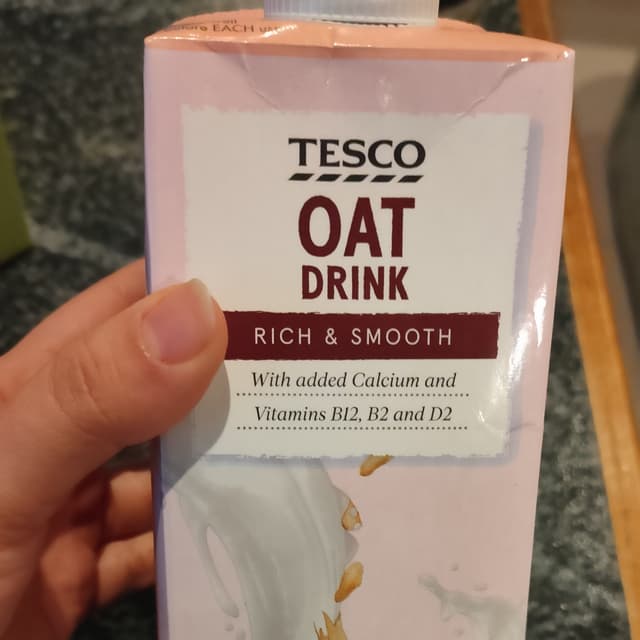 EACH
TESCO
OAT
DRINK
RICH & SMOOTH
With added Calcium and
Vitamins B12, B2 and D2